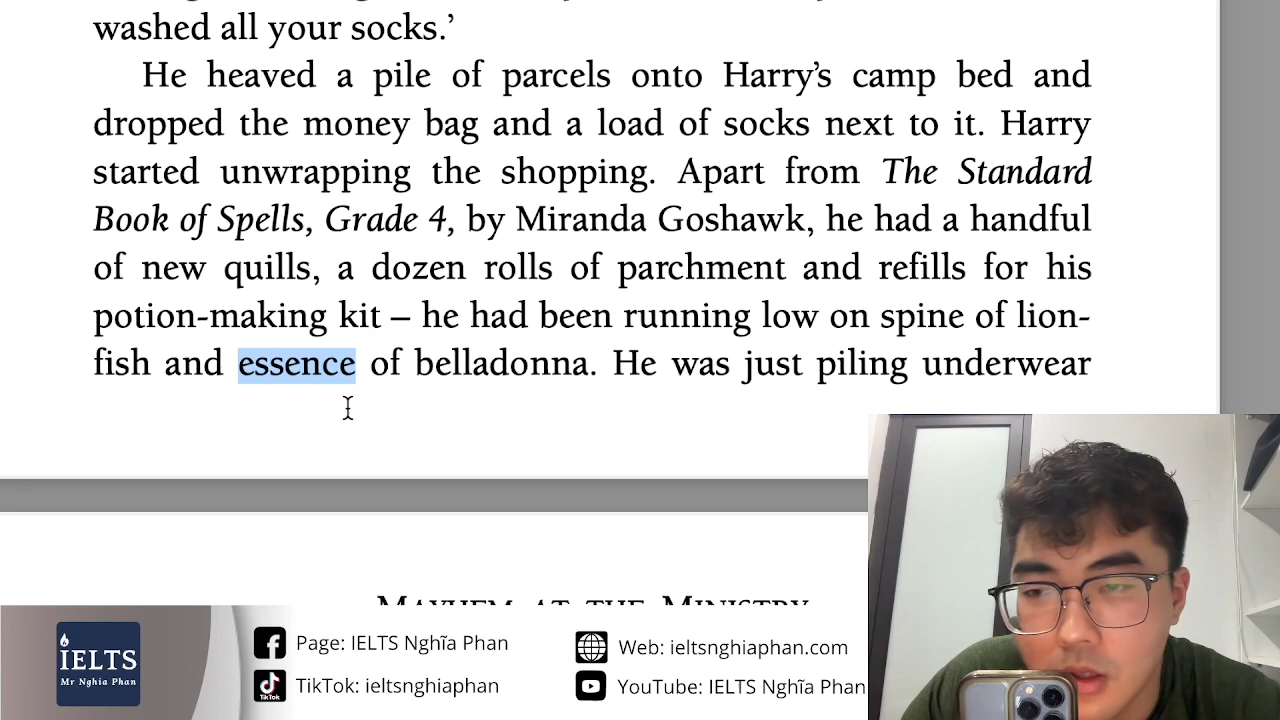 washed all your socks.’
He heaved a pile of parcels onto Harry’s camp bed and
dropped the money bag and a load of socks next to it. Harry
started unwrapping the shopping. Apart from The Standard
Book of Spells, Grade 4, by Miranda Goshawk, he had a handful
of new quills, a dozen rolls of parchment and refills for his
potion-making kit – he had been running low on spine of lion-
fish and essence of belladonna. He was just piling underwear
MAYHEM AT THE MINISTRY
IELTS
Mr Nghia Phan
Page: IELTS Nghĩa Phan
TikTok: ieltsnghiaphan
TikTok
Web: ieltsnghiaphan.com
YouTube: IELTS Nghĩa Phan